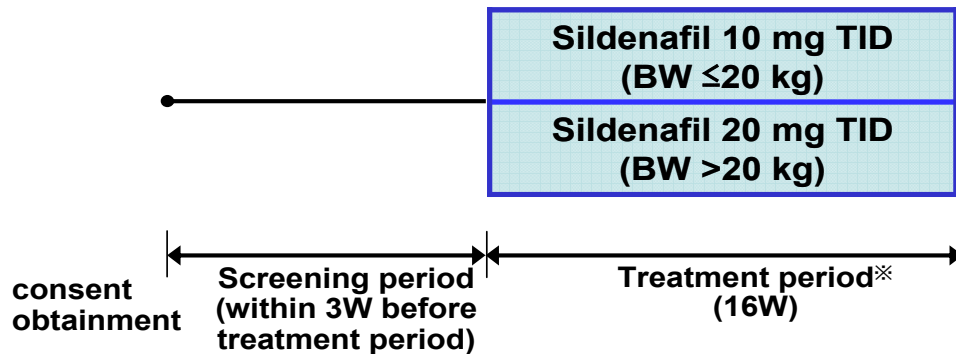 Sildenafil 10 mg TID
(BW ≤20 kg)
Sildenafil 20 mg TID
(BW >20 kg)
consent
obtainment
Screening period
(within 3W before
treatment period)
Treatment period※
(16W)